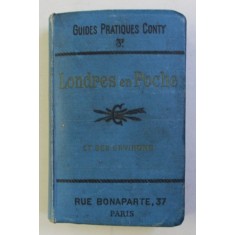 GUIDES PRATIQUES CONTY
Londres en Poche
ET SES ENVIRONS
RUE BONAPARTE, 37
PARIS